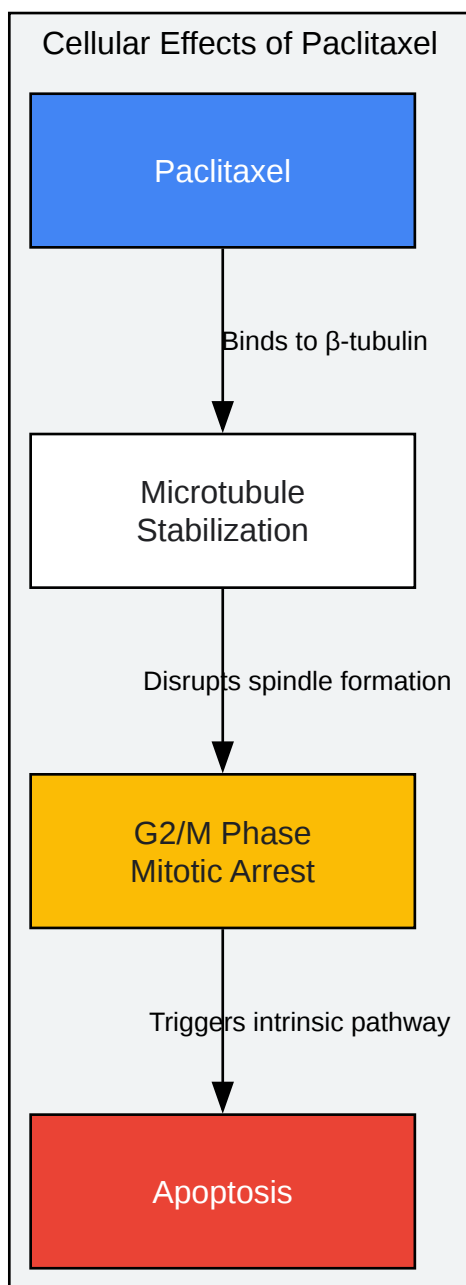 Cellular Effects of Paclitaxel
Paclitaxel
Binds to β-tubulin
Microtubule
Stabilization
Disrupts spindle formation
G2/M Phase
Mitotic Arrest
Triggers intrinsic pathway
Apoptosis